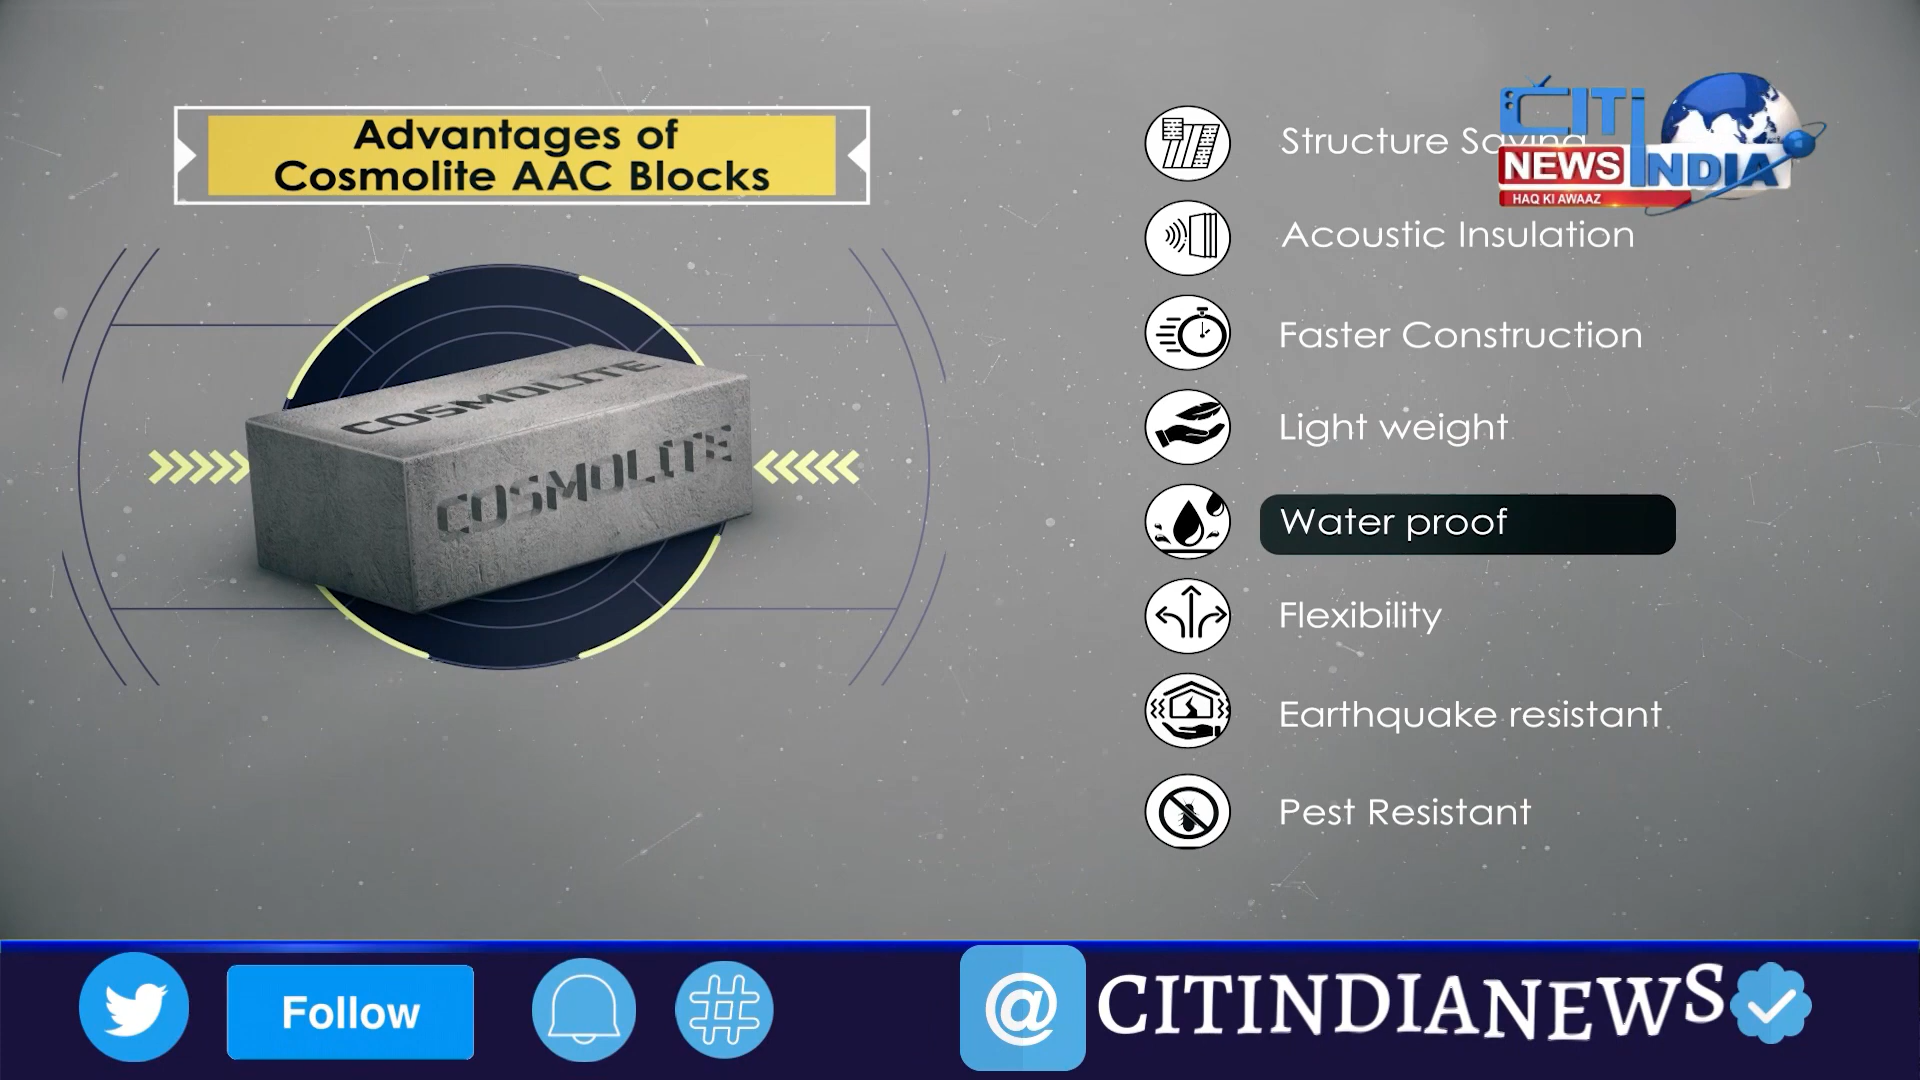 Advantages of
Cosmolite AAC Blocks
COSMOLITE
COSMOLITE
Structure Saving
Acoustic Insulation
Faster Construction
Light weight
Water proof
Flexibility
Earthquake resistant
Pest Resistant
CITI
NEWS INDIA
HAQ KI AWAAZ
Follow
@ CITINDIANEWS